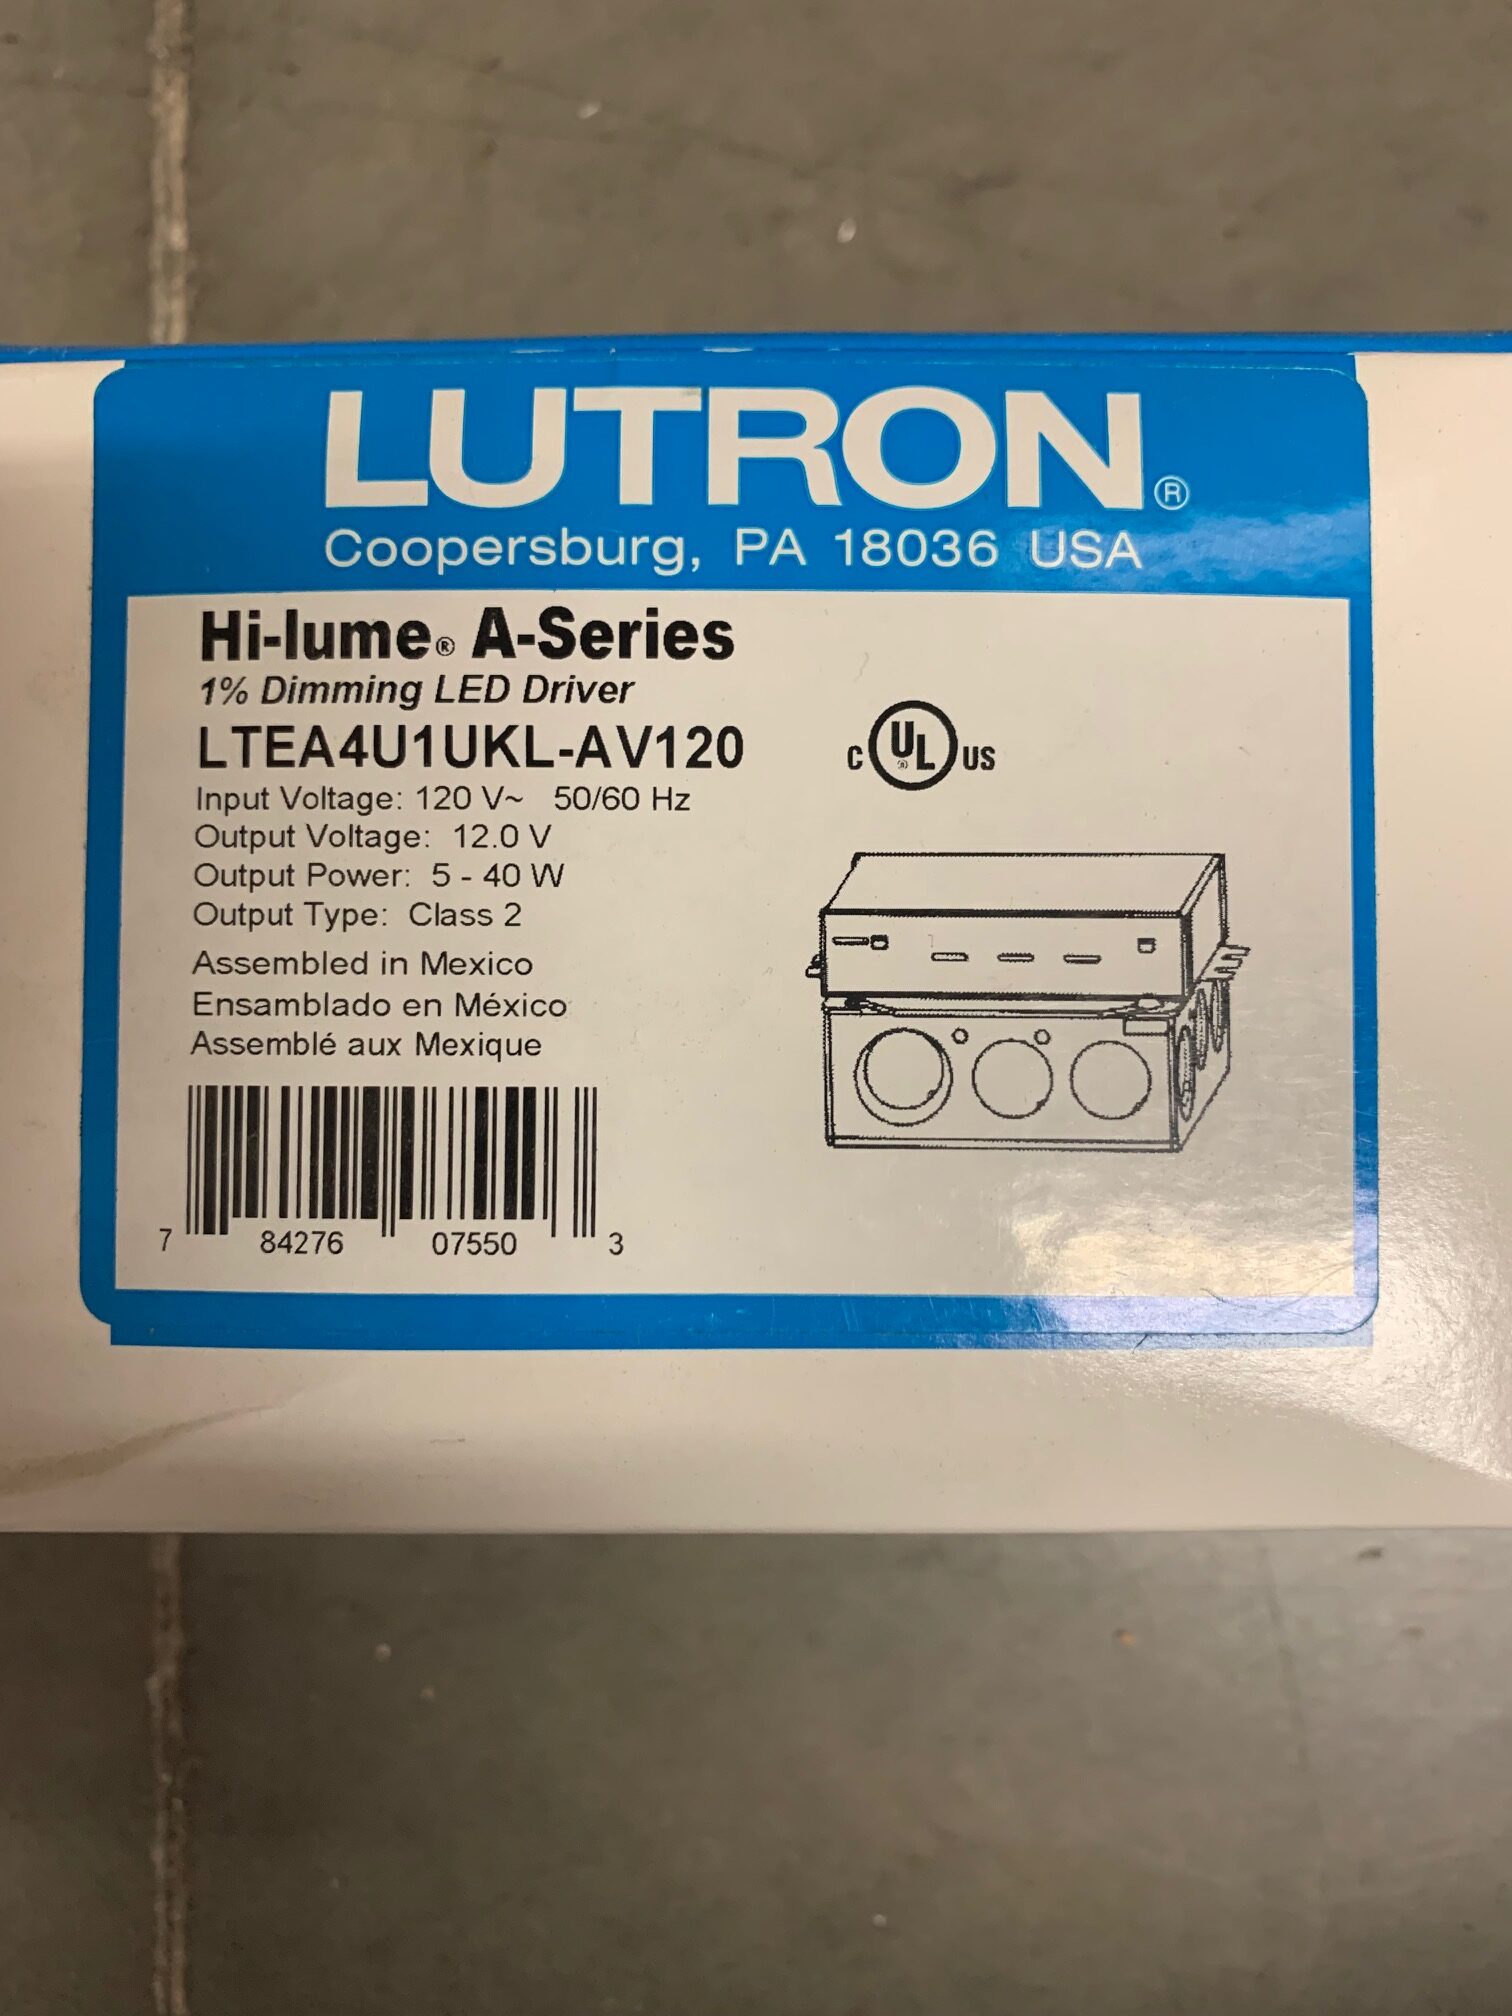 LUTRON®
Coopersburg, PA 18036 USA
Hi-lume® A-Series
1% Dimming LED Driver
LTEA4U1UKL-AV120
C UL® US
Input Voltage: 120 V~ 50/60 Hz
Output Voltage: 12.0 V
Output Power: 5 - 40 W
Output Type: Class 2
Assembled in Mexico
Ensamblado en México
Assemblé aux Mexique
7 84276 07550 3